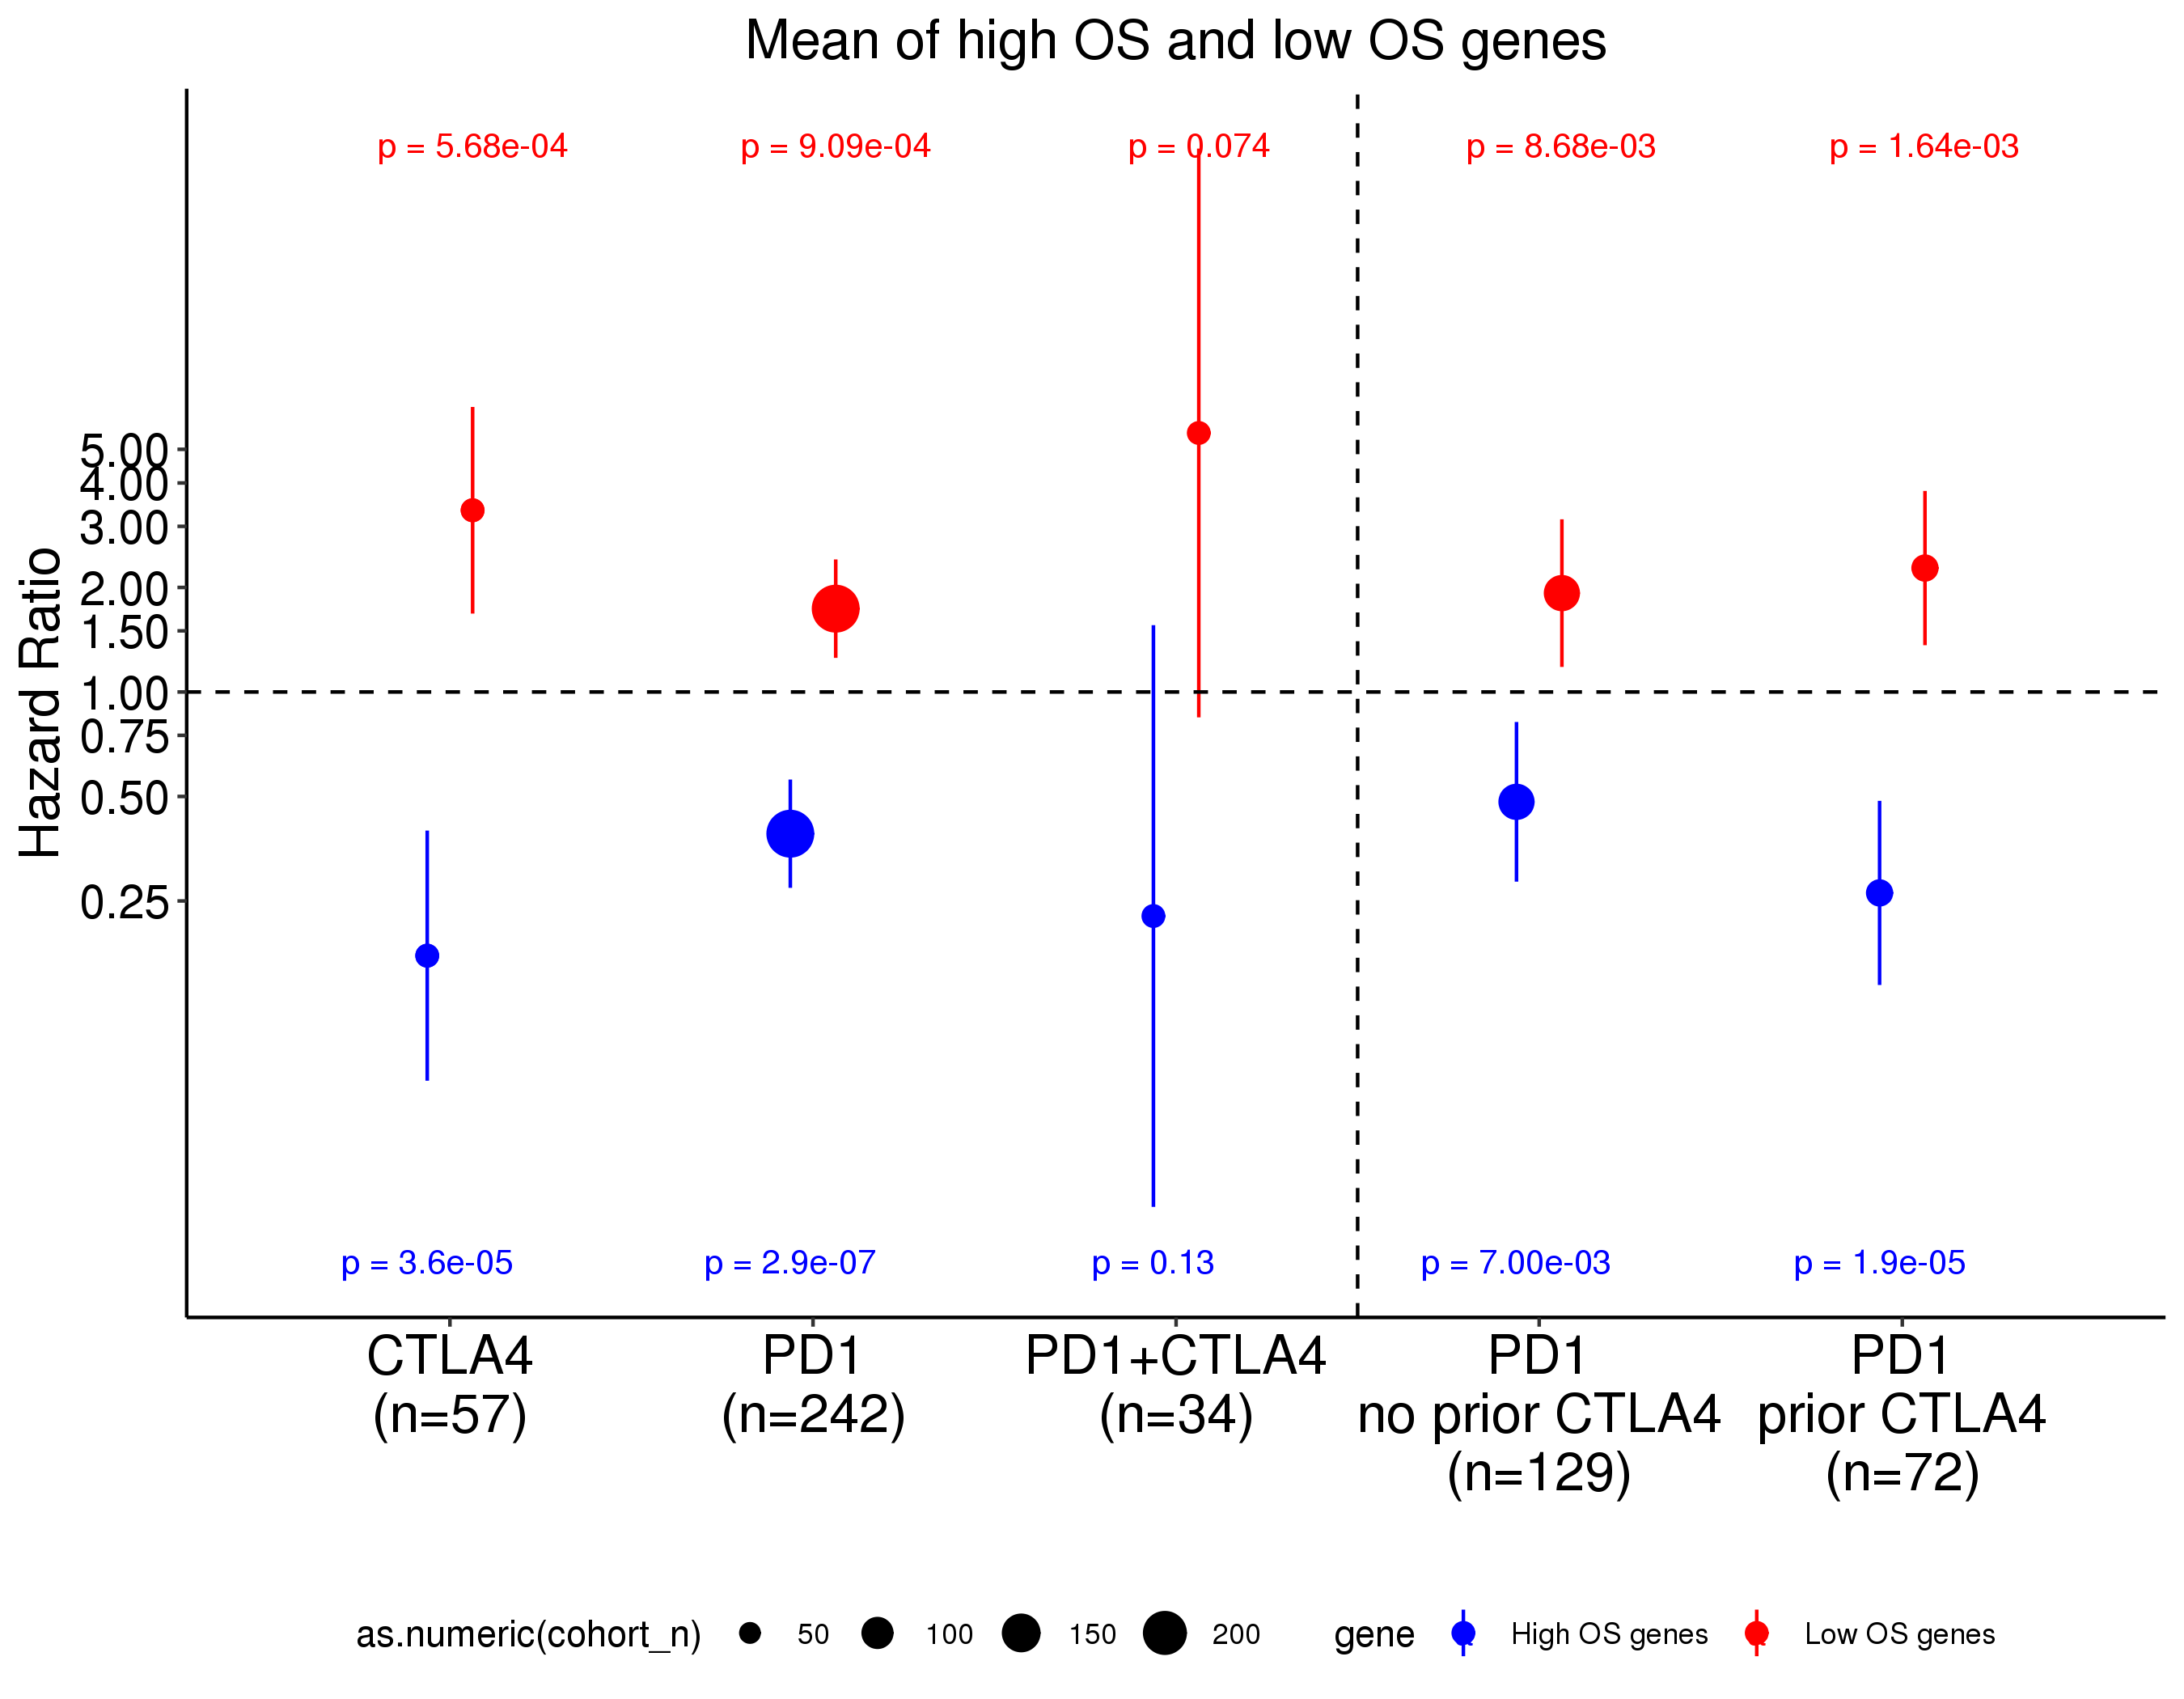 Mean of high OS and low OS genes
p = 5.68e-04
p = 9.09e-04
p = 0.074
p = 8.68e-03
p = 1.64e-03
Hazard Ratio
5.00
4.00
3.00
2.00
1.50
1.00
0.75
0.50
0.25
p = 3.6e-05
p = 2.9e-07
p = 0.13
p = 7.00e-03
p = 1.9e-05
CTLA4
(n=57)
PD1
(n=242)
PD1+CTLA4
(n=34)
PD1
no prior CTLA4
(n=129)
PD1
prior CTLA4
(n=72)
as.numeric(cohort_n)
50
100
150
200
gene
High OS genes
Low OS genes